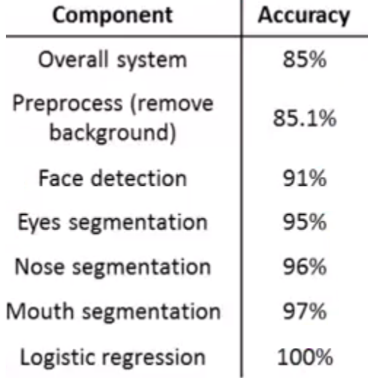 Component Accuracy
Overall system 85%
Preprocess (remove
background) 85.1%
Face detection 91%
Eyes segmentation 95%
Nose segmentation 96%
Mouth segmentation 97%
Logistic regression 100%